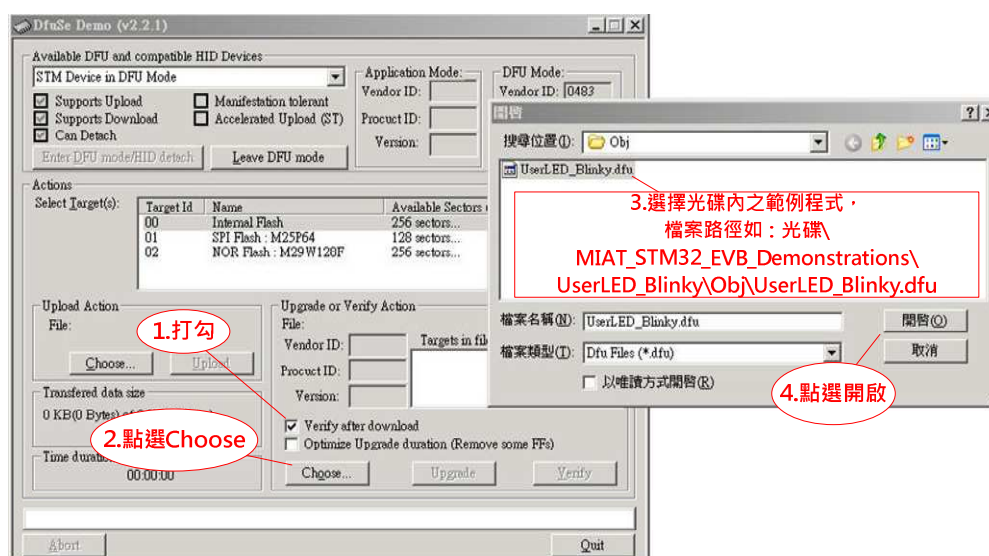 DfuSe Demo (v2.2.1)
Available DFU and compatible HID Devices
STM Device in DFU Mode
Supports Upload
Manifestation tolerant
Supports Download
Accelerated Upload (ST)
Can Detach
Enter DFU mode/HID detach
Leave DFU mode
Application Mode:
Vendor ID:
Procuct ID:
Version:
DFU Mode:
Vendor ID: 0483
Actions
Select Target(s):
Target Id Name Available Sectors
00 Internal Flash 256 sectors...
01 SPI Flash : M25P64 128 sectors...
02 NOR Flash : M29W128F 256 sectors...
Upload Action
File:
Choose...
Upload
Transfered data size
0 KB(0 Bytes) of
Time duration
00:00:00
Upgrade or Verify Action
File:
Vendor ID:
Targets in file
Procuct ID:
Version:
Verify after download
Optimize Upgrade duration (Remove some FFs)
Choose...
Upgrade
Verify
Abort
Quit
1.打勾
2.點選Choose
開啟
搜尋位置(I):
Obj
UserLED_Blinky.dfu
3.選擇光碟內之範例程式，
檔案路徑如：光碟\
MIAT_STM32_EVB_Demonstrations\
UserLED_Blinky\Obj\UserLED_Blinky.dfu
檔案名稱(N):
UserLED_Blinky.dfu
開啟(O)
檔案類型(T):
Dfu Files (*.dfu)
取消
以唯讀方式開啟(R)
4.點選開啟